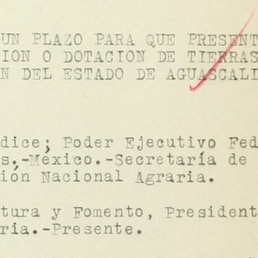 UN PLAZO PARA QUE PRESENT
ION O DOTACION DE TIERRAS
N DEL ESTADO DE AGUASCALI
dice; Poder Ejecutivo Fed
s.-México.-Secretaría de
ión Nacional Agraria.
tura y Fomento, President
ria.-Presente.